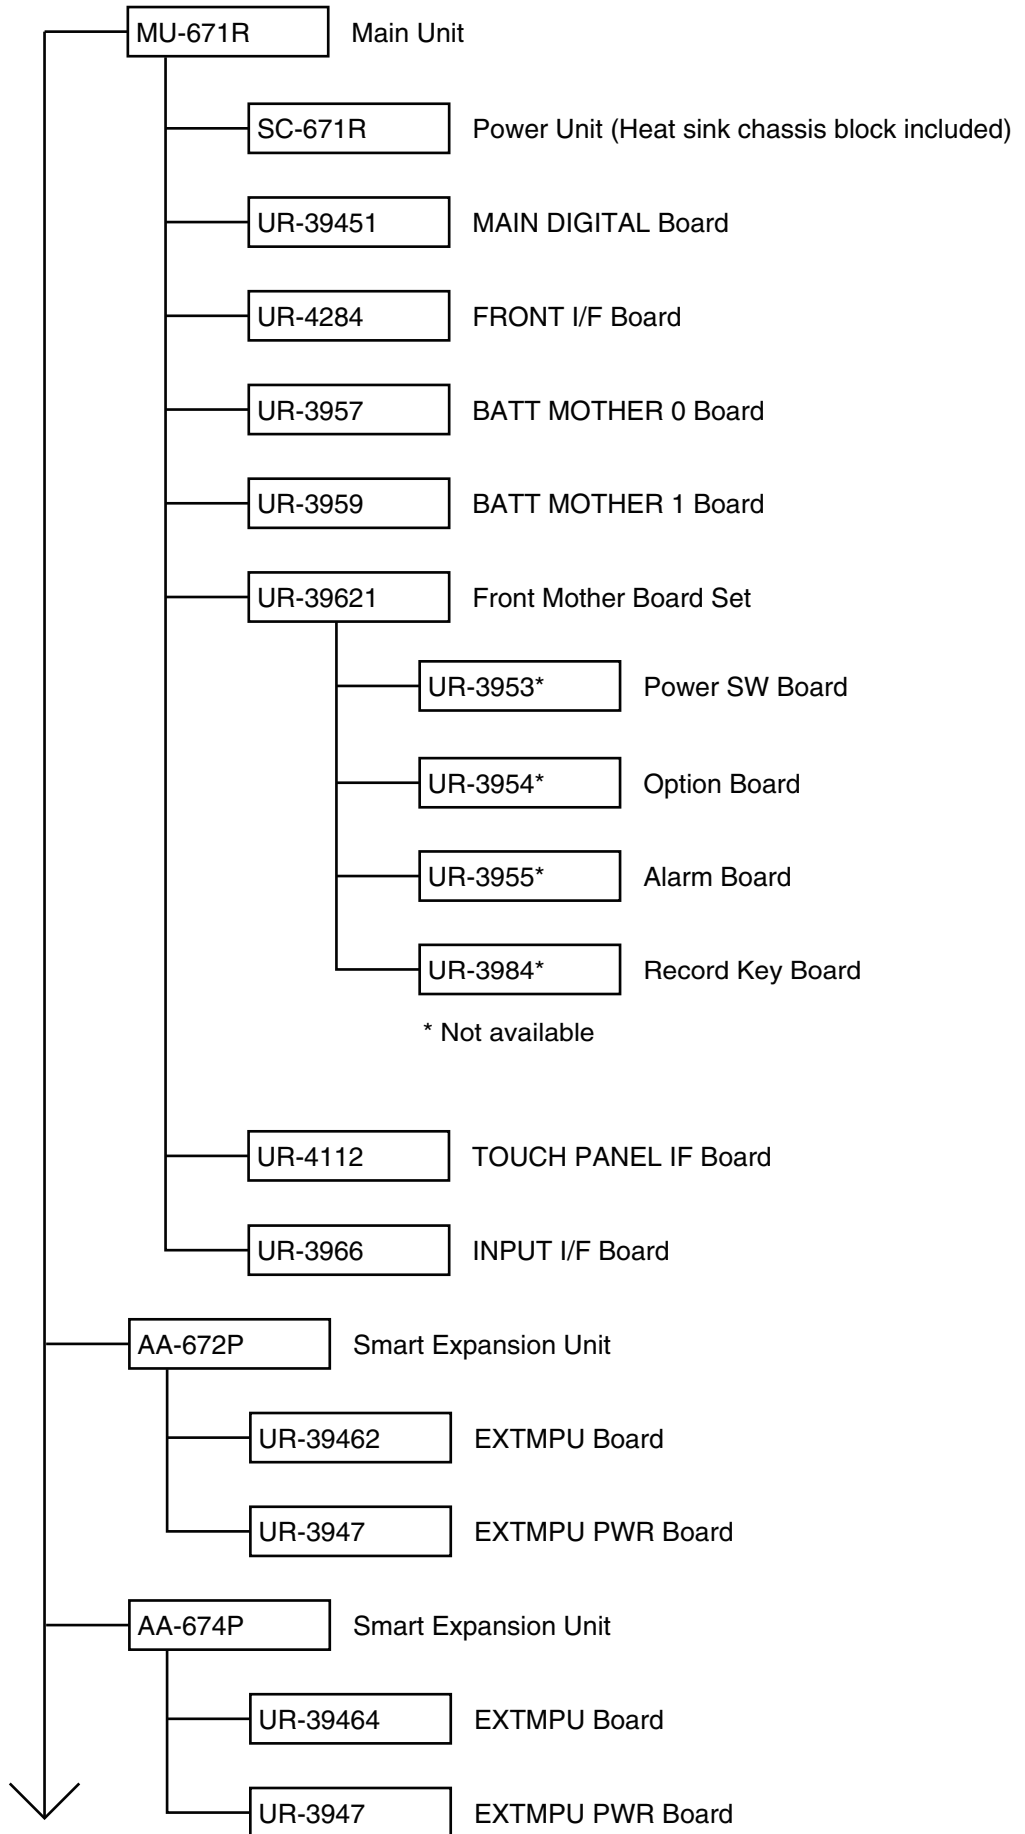 MU-671R Main Unit
SC-671R Power Unit (Heat sink chassis block included)
UR-39451 MAIN DIGITAL Board
UR-4284 FRONT I/F Board
UR-3957 BATT MOTHER 0 Board
UR-3959 BATT MOTHER 1 Board
UR-39621 Front Mother Board Set
UR-3953* Power SW Board
UR-3954* Option Board
UR-3955* Alarm Board
UR-3984* Record Key Board
* Not available
UR-4112 TOUCH PANEL IF Board
UR-3966 INPUT I/F Board
AA-672P Smart Expansion Unit
UR-39462 EXTMPU Board
UR-3947 EXTMPU PWR Board
AA-674P Smart Expansion Unit
UR-39464 EXTMPU Board
UR-3947 EXTMPU PWR Board